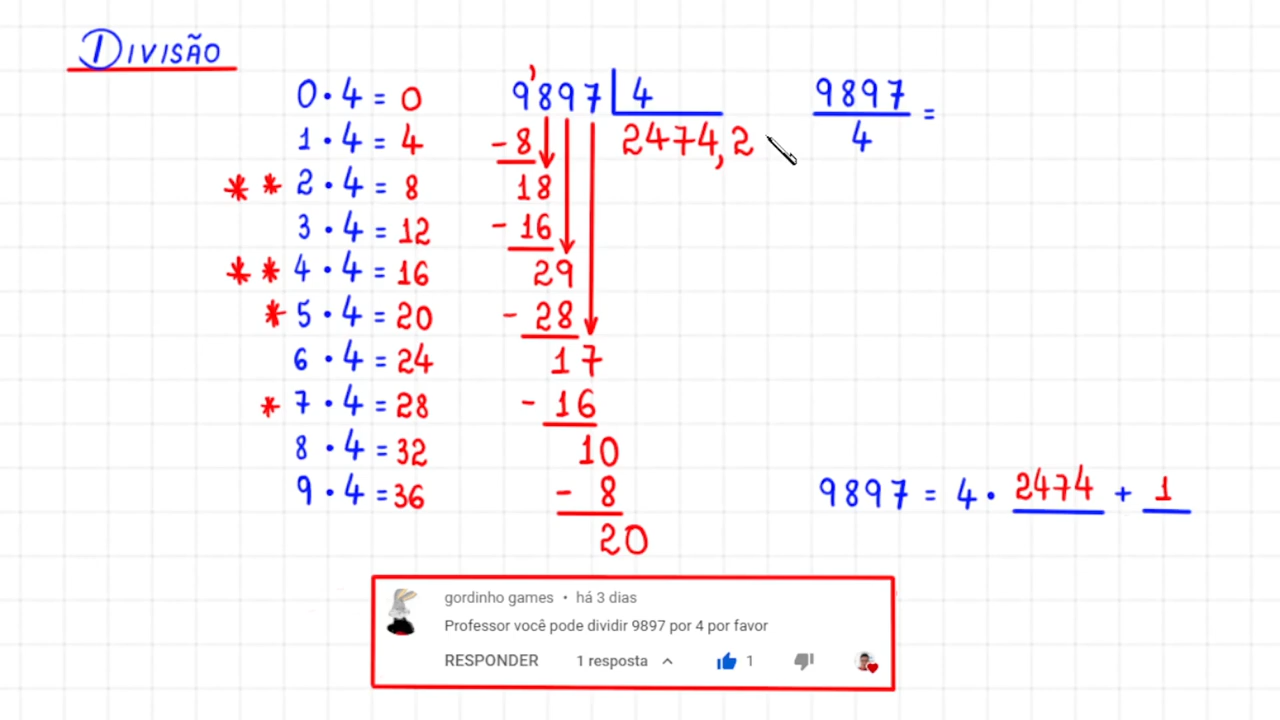 DIVISÃO
0 · 4 = 0
1 · 4 = 4
** 2 · 4 = 8
3 · 4 = 12
** 4 · 4 = 16
* 5 · 4 = 20
6 · 4 = 24
* 7 · 4 = 28
8 · 4 = 32
9 · 4 = 36
9'897 4
- 8 2474,2
18
- 16
29
- 28
17
- 16
10
- 8
20
9897 =
4
9897 = 4 · 2474 + 1
gordinho games • há 3 dias
Professor você pode dividir 9897 por 4 por favor
RESPONDER 1 resposta 1